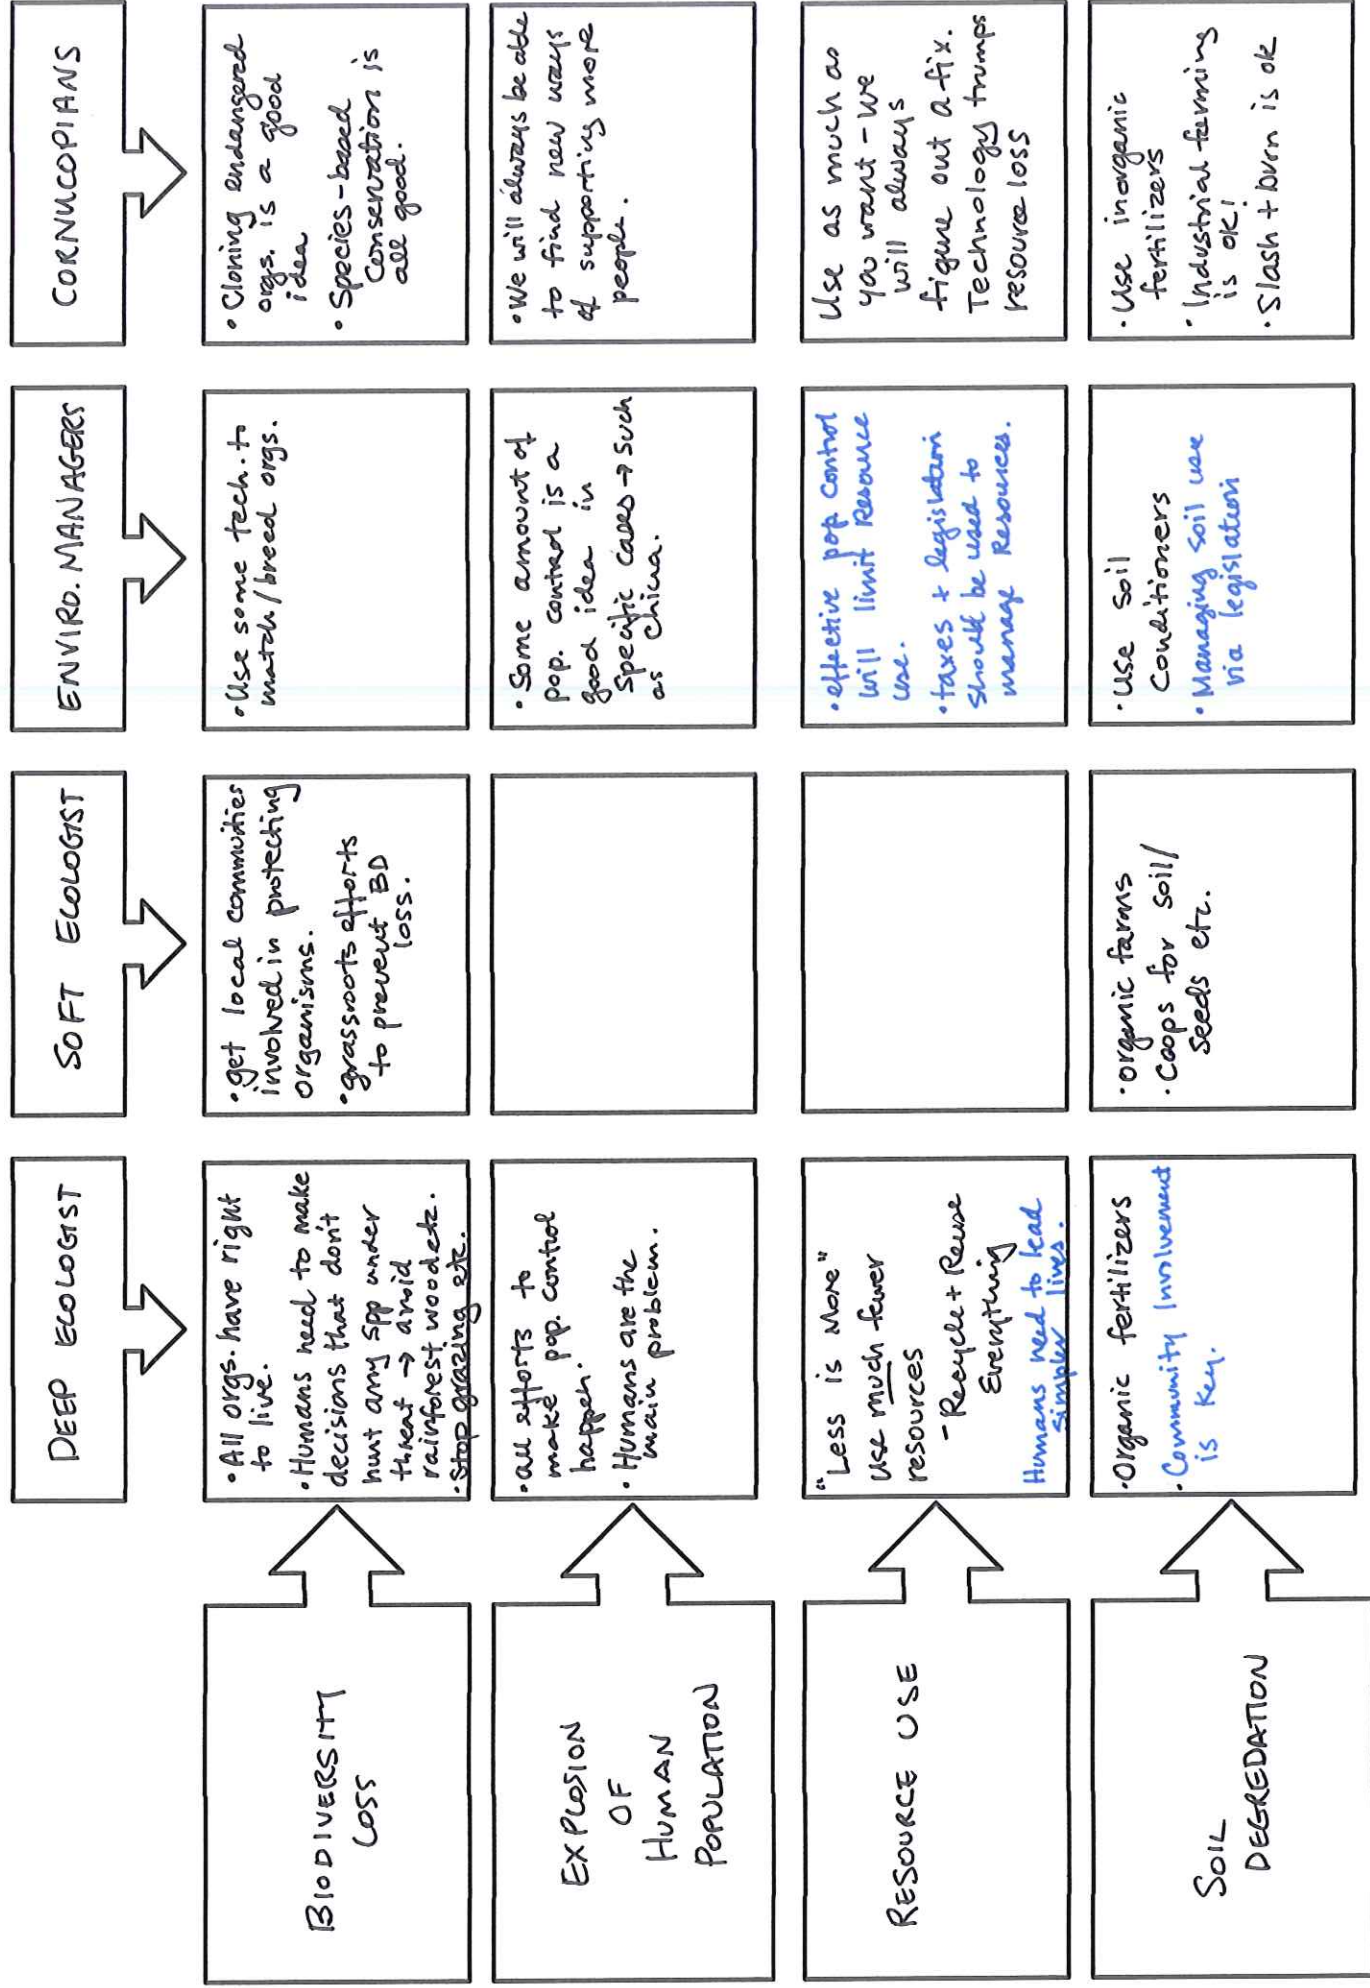 DEEP ECOLOGIST
SOFT ECOLOGIST
ENVIRO. MANAGERS
CORNUCOPIANS
BIODIVERSITY
LOSS
• All orgs. have right
to live.
• Humans need to make
decisions that don't
hurt any spp under
threat → avoid
rainforest wood etc.
• Stop grazing etc.
• get local communities
involved in protecting
organisms.
• grassroots efforts
to prevent BD
loss.
• Use some tech. to
match/breed orgs.
• Cloning endangered
orgs. is a good
idea
• Species-based
conservation is
all good.
EXPLOSION
OF
HUMAN
POPULATION
• all efforts to
make pop. control
happen.
• Humans are the
main problem.
• Some amount of
pop. control is a
good idea in
specific cases → such
as China.
• We will always be able
to find new ways
of supporting more
people.
RESOURCE USE
"Less is More"
Use much fewer
resources
- Recycle + Reuse
Everything
Humans need to lead
simpler lives.
• effective pop control
will limit Resource
use.
• taxes + legislation
should be used to
manage Resources.
Use as much as
you want - we
will always
figure out a fix.
Technology trumps
resource loss
SOIL
DEGREDATION
• Organic fertilizers
• Community Involvement
is key.
• organic farms
• Coops for soil/
seeds etc.
• Use soil
conditioners
• Managing soil use
via legislation
• Use inorganic
fertilizers
• Industrial farming
is ok!
• Slash + burn is ok